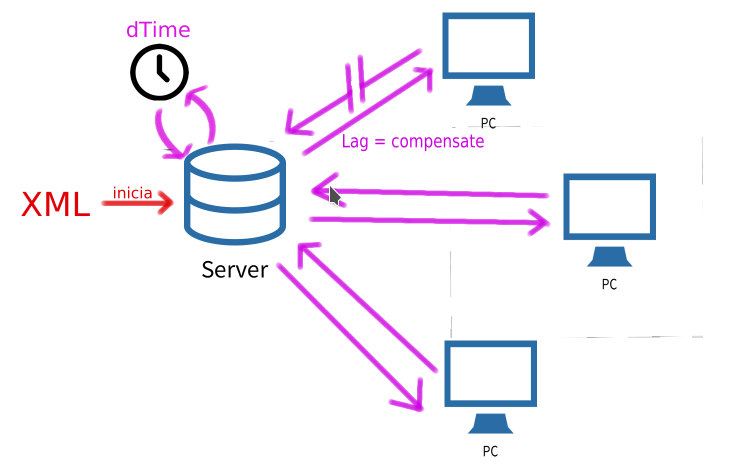 dTime
PC
Lag = compensate
inicia
XML
Server
PC
PC